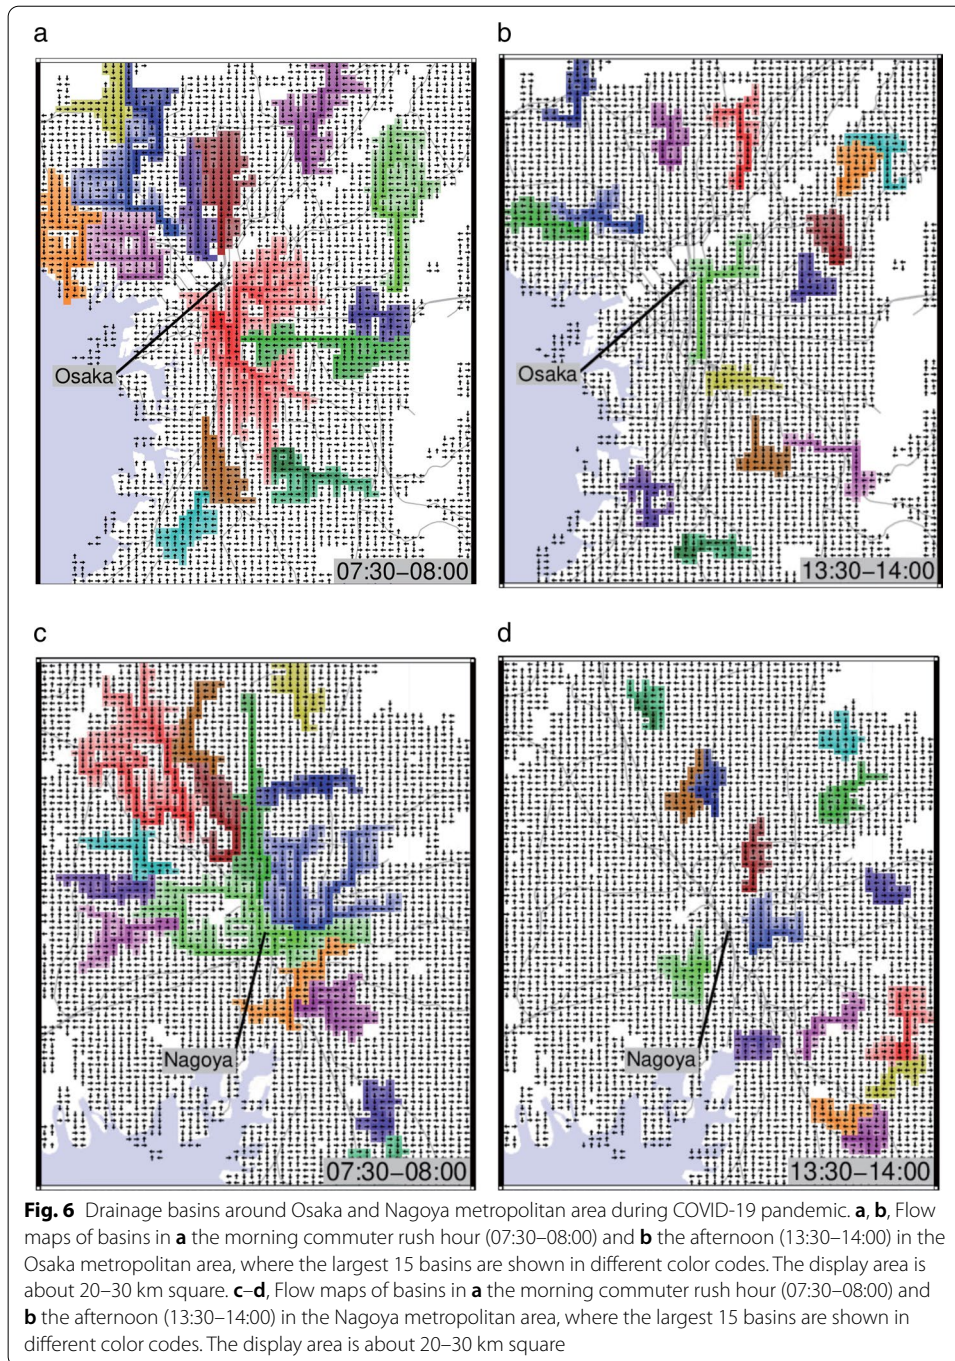 a
b
Osaka
07:30–08:00
Osaka
13:30–14:00
c
d
Nagoya
07:30–08:00
Nagoya
13:30–14:00
Fig. 6 Drainage basins around Osaka and Nagoya metropolitan area during COVID-19 pandemic. a, b, Flow
maps of basins in a the morning commuter rush hour (07:30–08:00) and b the afternoon (13:30–14:00) in the
Osaka metropolitan area, where the largest 15 basins are shown in different color codes. The display area is
about 20–30 km square. c–d, Flow maps of basins in a the morning commuter rush hour (07:30–08:00) and
b the afternoon (13:30–14:00) in the Nagoya metropolitan area, where the largest 15 basins are shown in
different color codes. The display area is about 20–30 km square